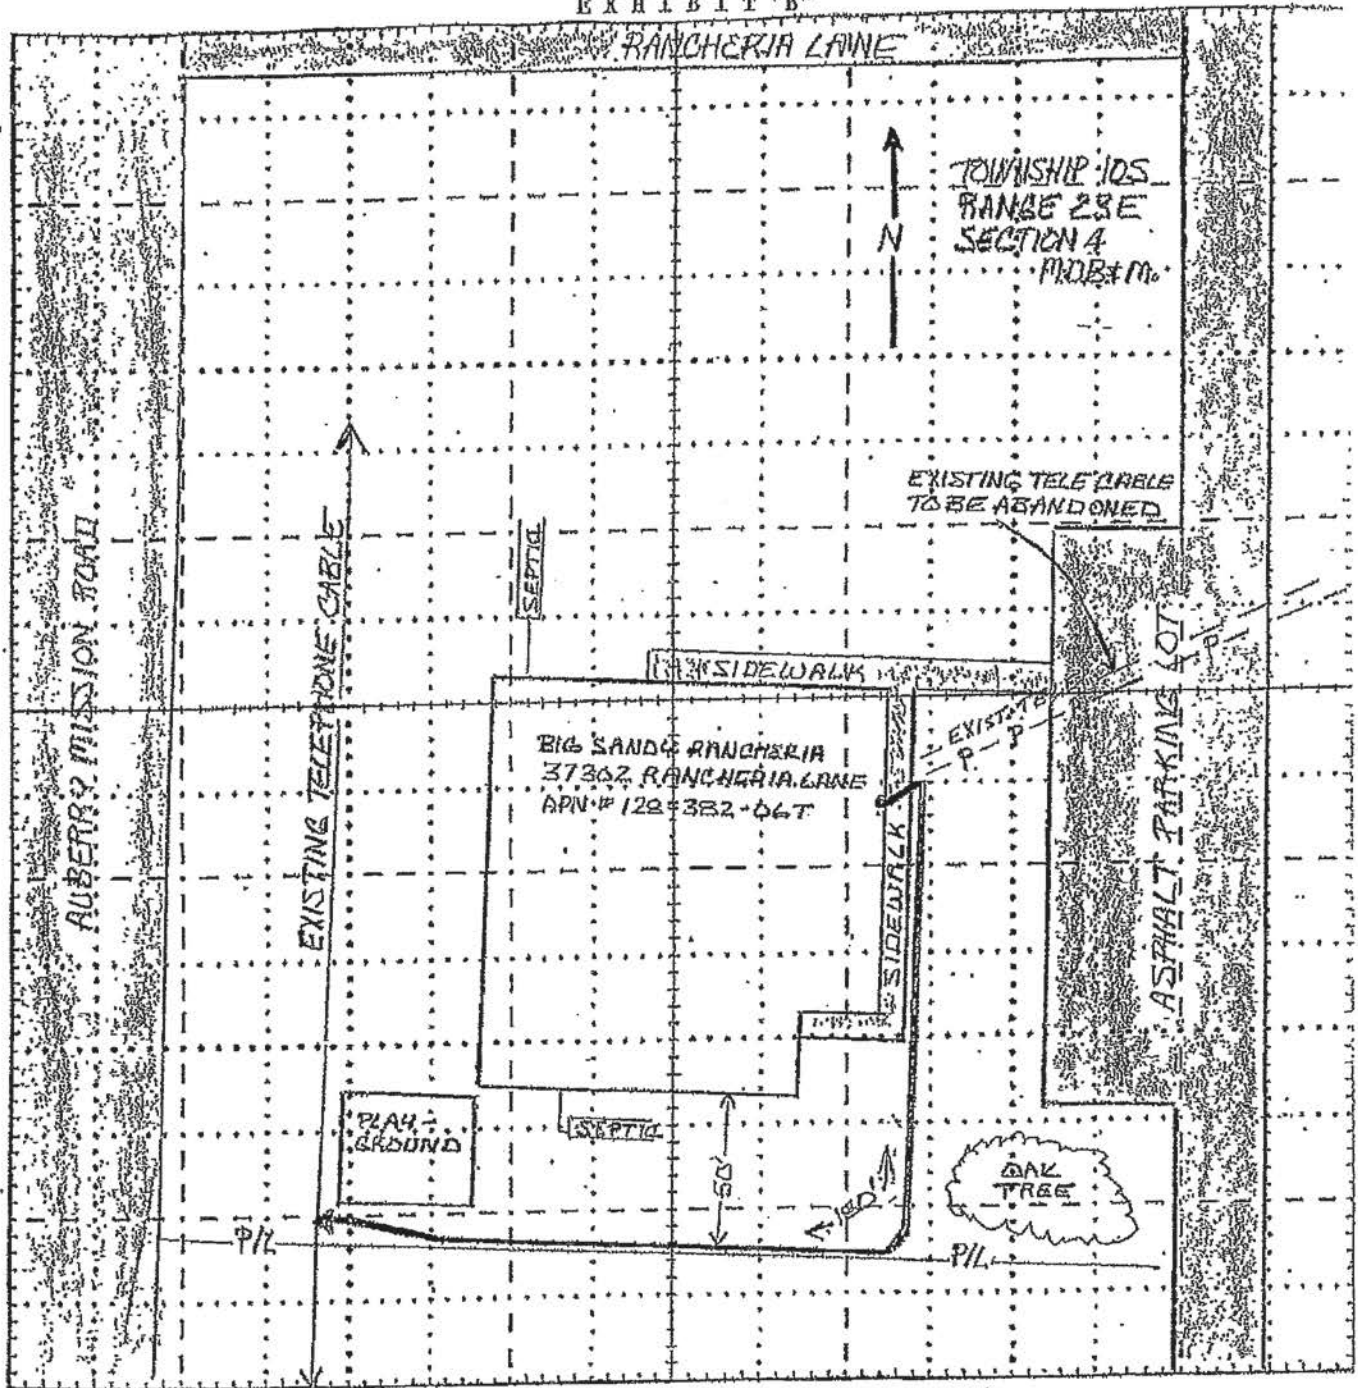 EXHIBIT B
RANCHERIA LANE
TOWNSHIP 10S
RANGE 23E
SECTION 4
M.D.B.&M.
N
EXISTING TELE CABLE
TO BE ABANDONED
AUBERRY MISSION ROAD
EXISTING TELEPHONE CABLE
SEPTIC
SIDEWALK
EXIST.
P
P
P
BIG SANDY RANCHERIA
37302 RANCHERIA LANE
APN # 128-382-06T
SIDEWALK
ASPHALT PARKING LOT
PLAY-
GROUND
SEPTIC
50'
OAK
TREE
P/L
P/L